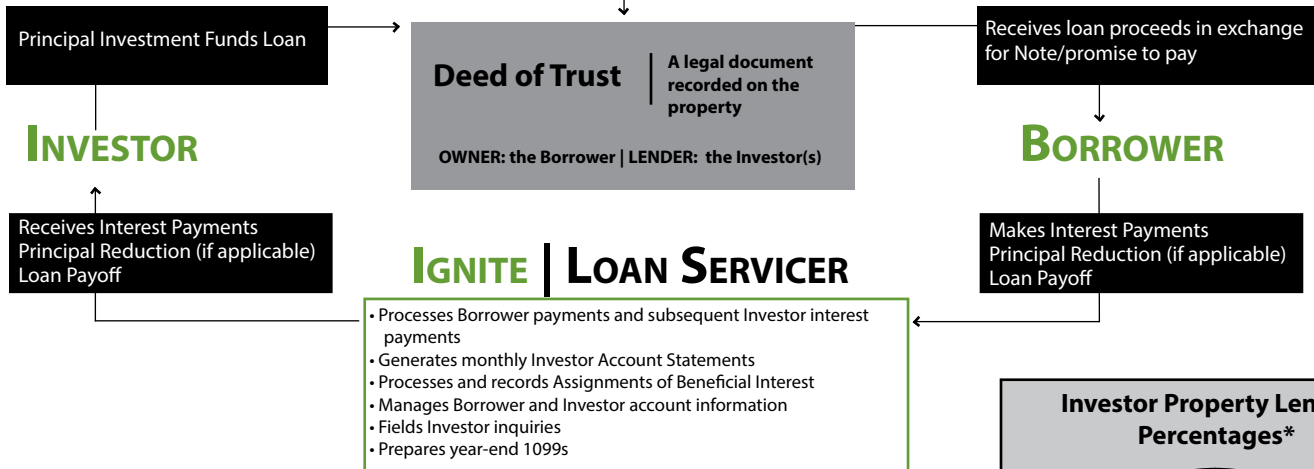 Principal Investment Funds Loan
Deed of Trust
A legal document
recorded on the
property
OWNER: the Borrower | LENDER: the Investor(s)
Receives loan proceeds in exchange
for Note/promise to pay
INVESTOR
BORROWER
Receives Interest Payments
Principal Reduction (if applicable)
Loan Payoff
Makes Interest Payments
Principal Reduction (if applicable)
Loan Payoff
IGNITE | LOAN SERVICER
• Processes Borrower payments and subsequent Investor interest
payments
• Generates monthly Investor Account Statements
• Processes and records Assignments of Beneficial Interest
• Manages Borrower and Investor account information
• Fields Investor inquiries
• Prepares year-end 1099s
Investor Property
Percentages*